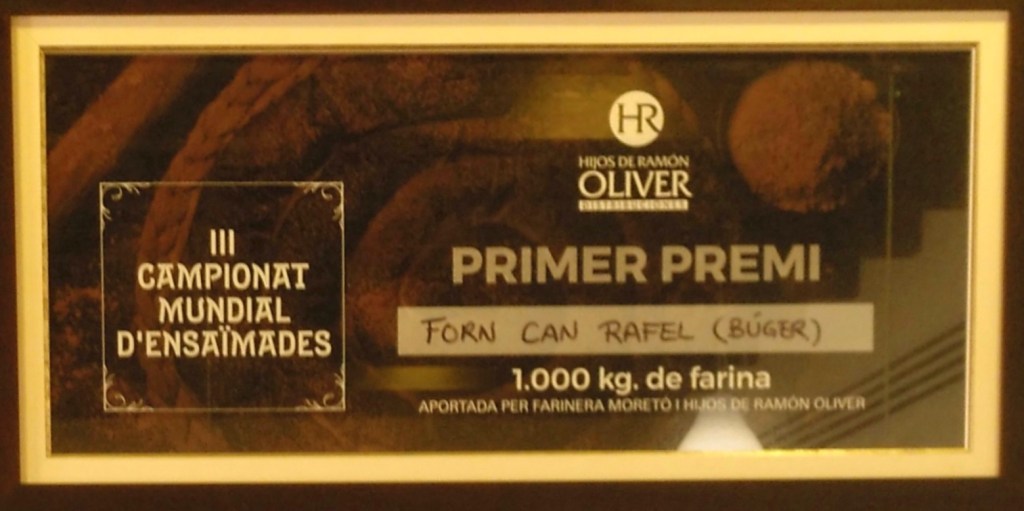 III
CAMPIONAT
MUNDIAL
D'ENSAÏMADES
HR
HIJOS DE RAMÓN
OLIVER
DISTRIBUCIONES
PRIMER PREMI
FORN CAN RAFEL (BÚGER)
1.000 kg. de farina
APORTADA PER FARINERA MORETÓ I HIJOS DE RAMÓN OLIVER